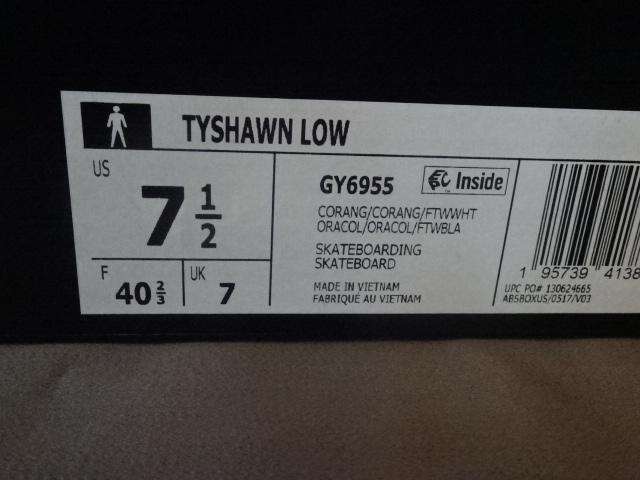 TYSHAWN LOW
US
7 1/2
F
40 2/3
UK
7
GY6955
Inside
CORANG/CORANG/FTWWHT
ORACOL/ORACOL/FTWBLA
SKATEBOARDING
SKATEBOARD
MADE IN VIETNAM
FABRIQUÉ AU VIETNAM
1 95739 4138
UPC PO# 130624665
ABSBOXUS/0517/V03